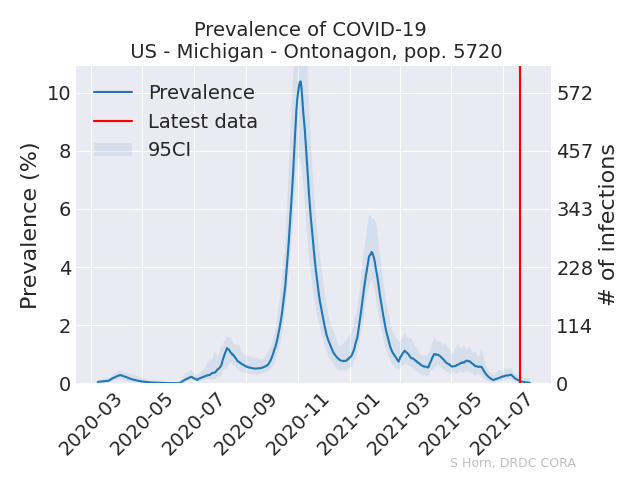 Prevalence of COVID-19
US - Michigan - Ontonagon, pop. 5720
Prevalence
Latest data
95CI
Prevalence (%)
10
8
6
4
2
0
572
457
343
228
114
0
# of infections
2020-03
2020-05
2020-07
2020-09
2020-11
2021-01
2021-03
2021-05
2021-07
S Horn, DRDC CORA